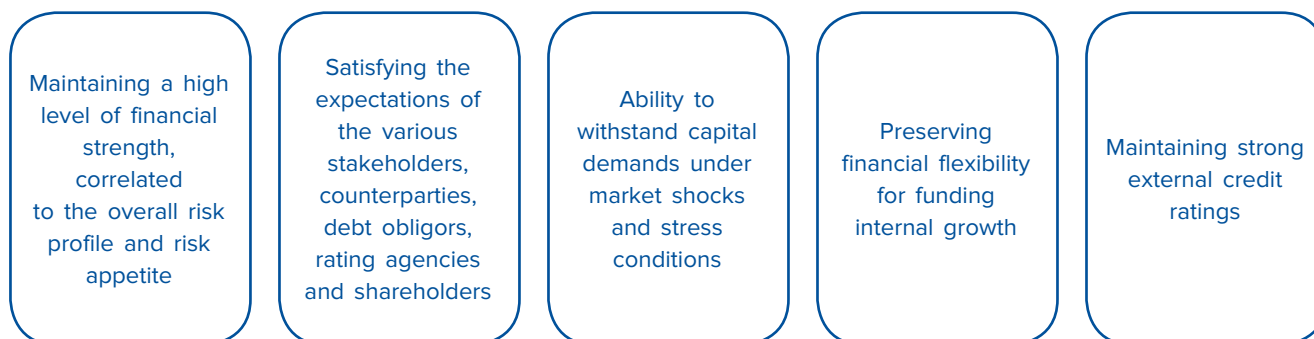 Maintaining a high
level of financial
strength,
correlated
to the overall risk
profile and risk
appetite
Satisfying the
expectations of
the various
stakeholders,
counterparties,
debt obligors,
rating agencies
and shareholders
Ability to
withstand capital
demands under
market shocks
and stress
conditions
Preserving
financial flexibility
for funding
internal growth
Maintaining strong
external credit
ratings